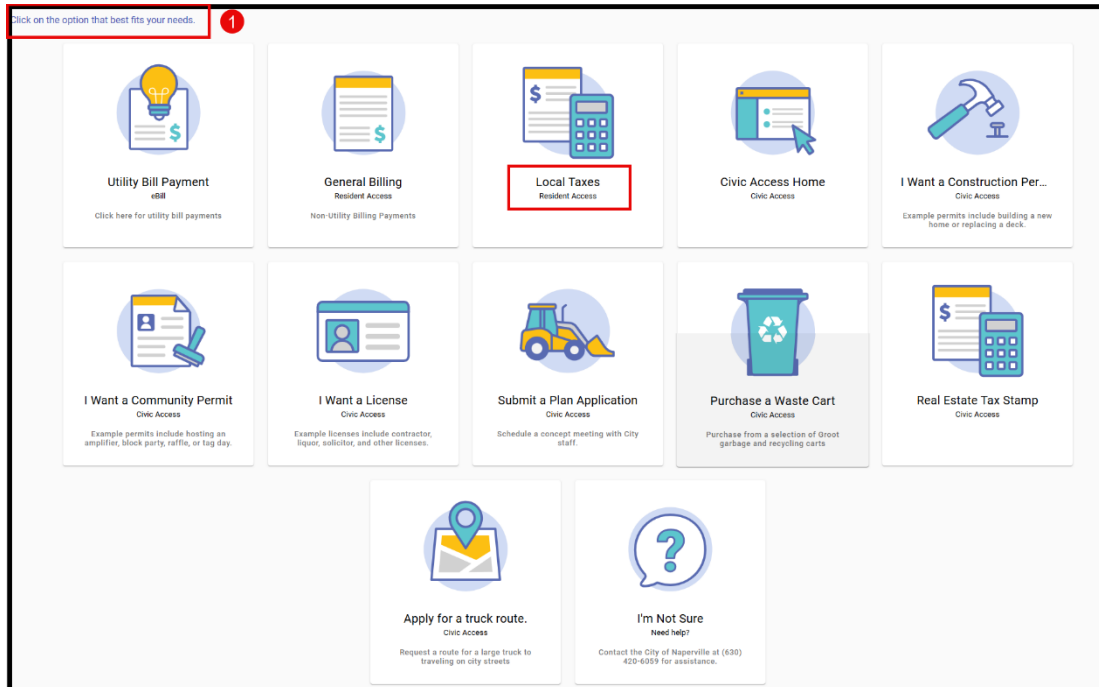 Click on the option that best fits your needs.
1
Utility Bill Payment
eBill
Click here for utility bill payments
General Billing
Resident Access
Non-Utility Billing Payments
Local Taxes
Resident Access
Civic Access Home
Civic Access
I Want a Construction Per...
Civic Access
Example permits include building a new
home or replacing a deck.
I Want a Community Permit
Civic Access
Example permits include hosting an
amplifier, block party, raffle, or tag day.
I Want a License
Civic Access
Example licenses include contractor,
liquor, solicitor, and other licenses.
Submit a Plan Application
Civic Access
Schedule a concept meeting with City
staff.
Purchase a Waste Cart
Civic Access
Purchase from a selection of Groot
garbage and recycling carts
Real Estate Tax Stamp
Civic Access
Apply for a truck route.
Civic Access
Request a route for a large truck to
traveling on city streets
I'm Not Sure
Need help?
Contact the City of Naperville at (630)
420-6059 for assistance.